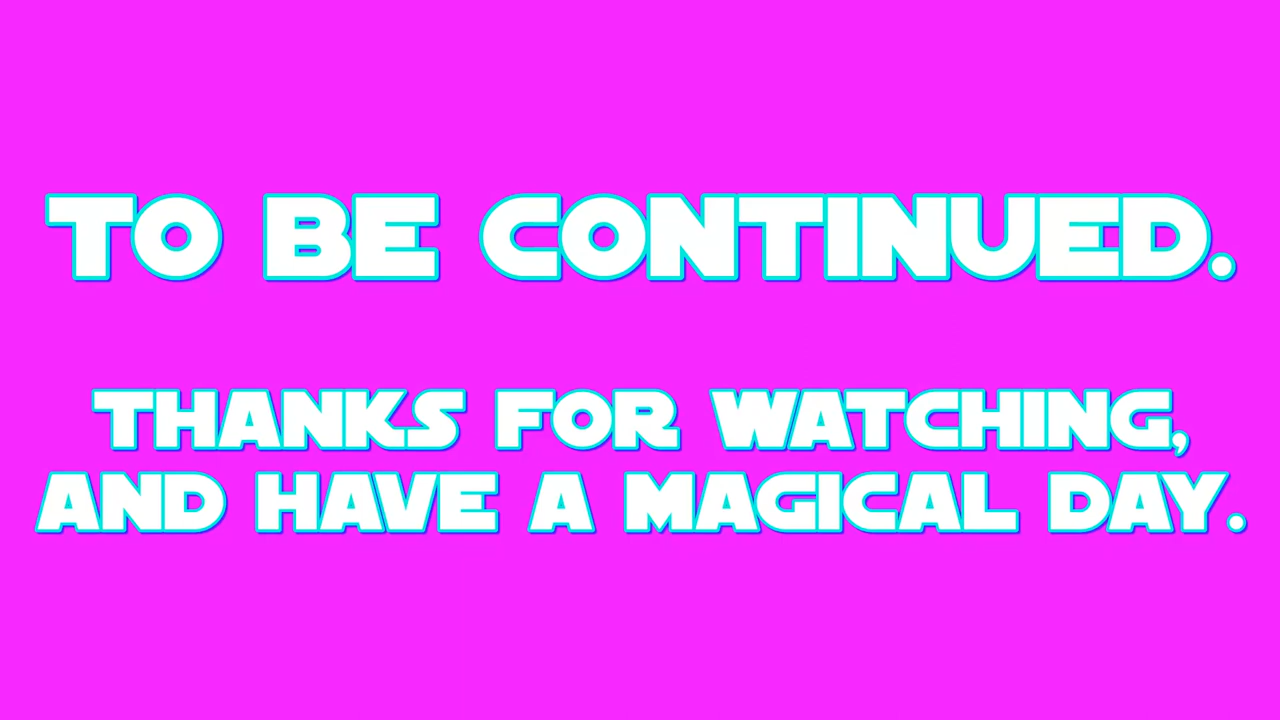 TO BE CONTINUED.
THANKS FOR WATCHING,
AND HAVE A MAGICAL DAY.